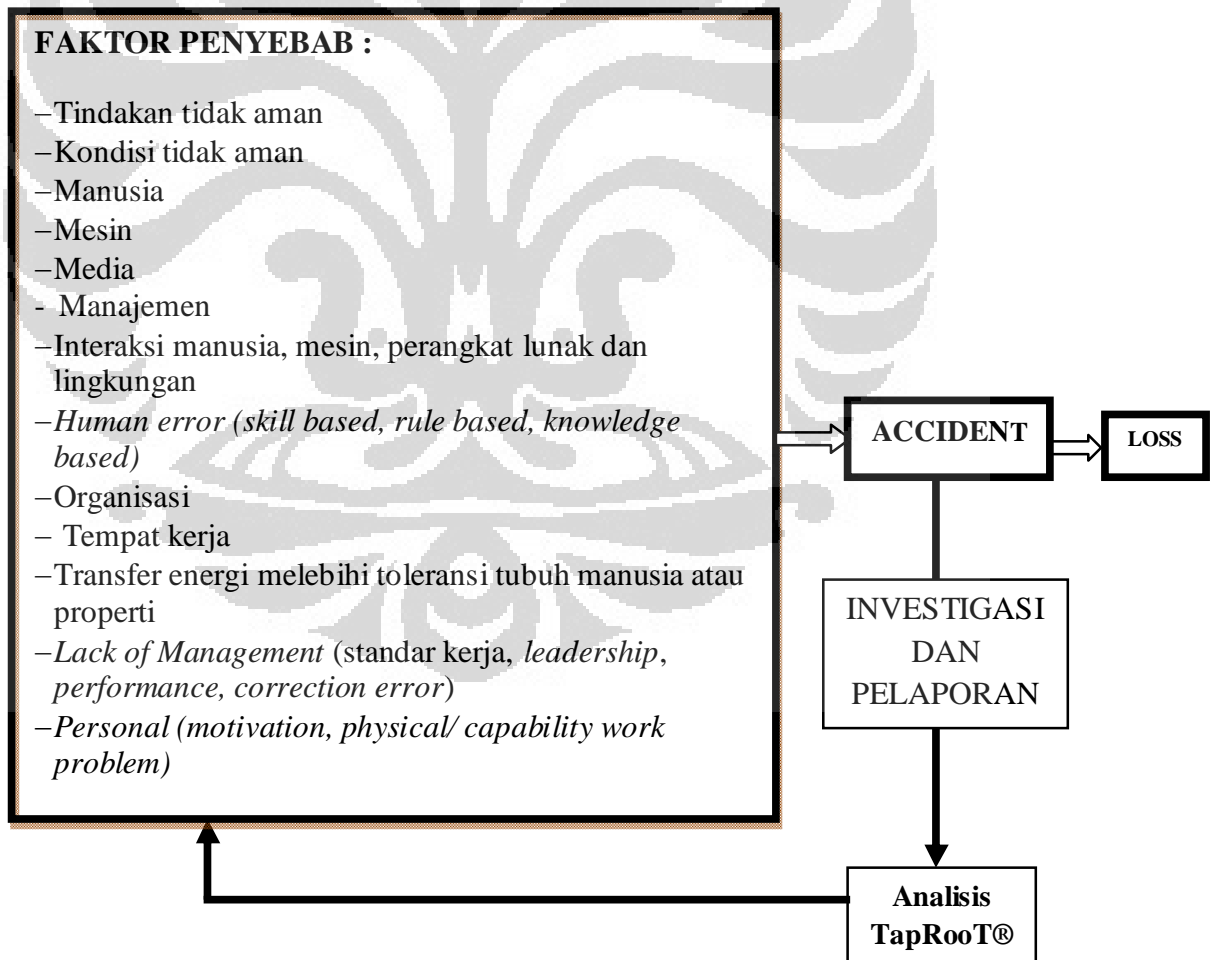 FAKTOR PENYEBAB :
–Tindakan tidak aman
–Kondisi tidak aman
–Manusia
–Mesin
–Media
- Manajemen
–Interaksi manusia, mesin, perangkat lunak dan
lingkungan
–Human error (skill based, rule based, knowledge
based)
–Organisasi
– Tempat kerja
–Transfer energi melebihi toleransi tubuh manusia atau
properti
–Lack of Management (standar kerja, leadership,
performance, correction error)
–Personal (motivation, physical/ capability work
problem)
ACCIDENT
LOSS
INVESTIGASI
DAN
PELAPORAN
Analisis
TapRooT®